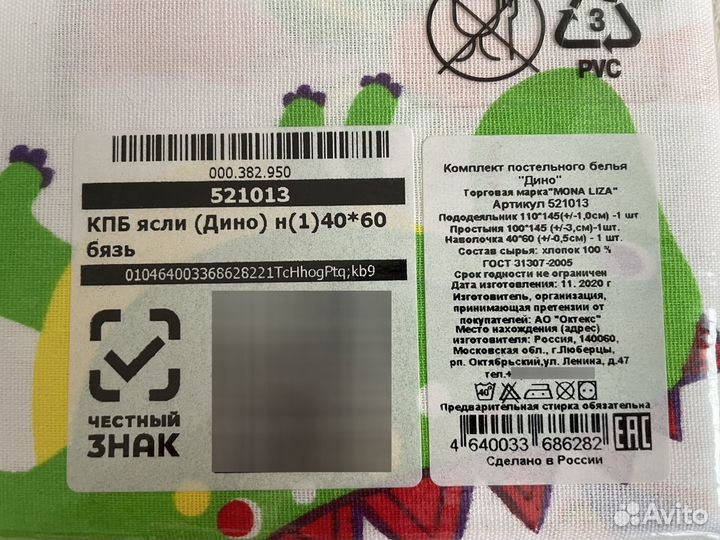 3
PVC
000.382.950
521013
КПБ ясли (Дино) н(1)40*60
бязь
010464003368628221TcHhogPtq;kb9
ЧЕСТНЫЙ
ЗНАК
Комплект постельного белья
"Дино"
Торговая марка"MONA LIZA"
Артикул 521013
Пододеяльник 110*145(+/-1,0см) -1 шт
Простыня 100*145 (+/-3,см)-1шт.
Наволочка 40*60 (+/-0,5см) - 1 шт.
Состав сырья: хлопок 100 %
ГОСТ 31307-2005
Срок годности не ограничен
Дата изготовления: 11. 2020 г
Изготовитель, организация,
принимающая претензии от
покупателей: АО "Октекс"
Место нахождения (адрес)
изготовителя: Россия, 140060,
Московская обл., г.Люберцы,
рп. Октябрьский,ул. Ленина, д.47
тел.+
40°
Предварительная стирка обязательна
4 640033 686282 EAC
Сделано в России
Avito